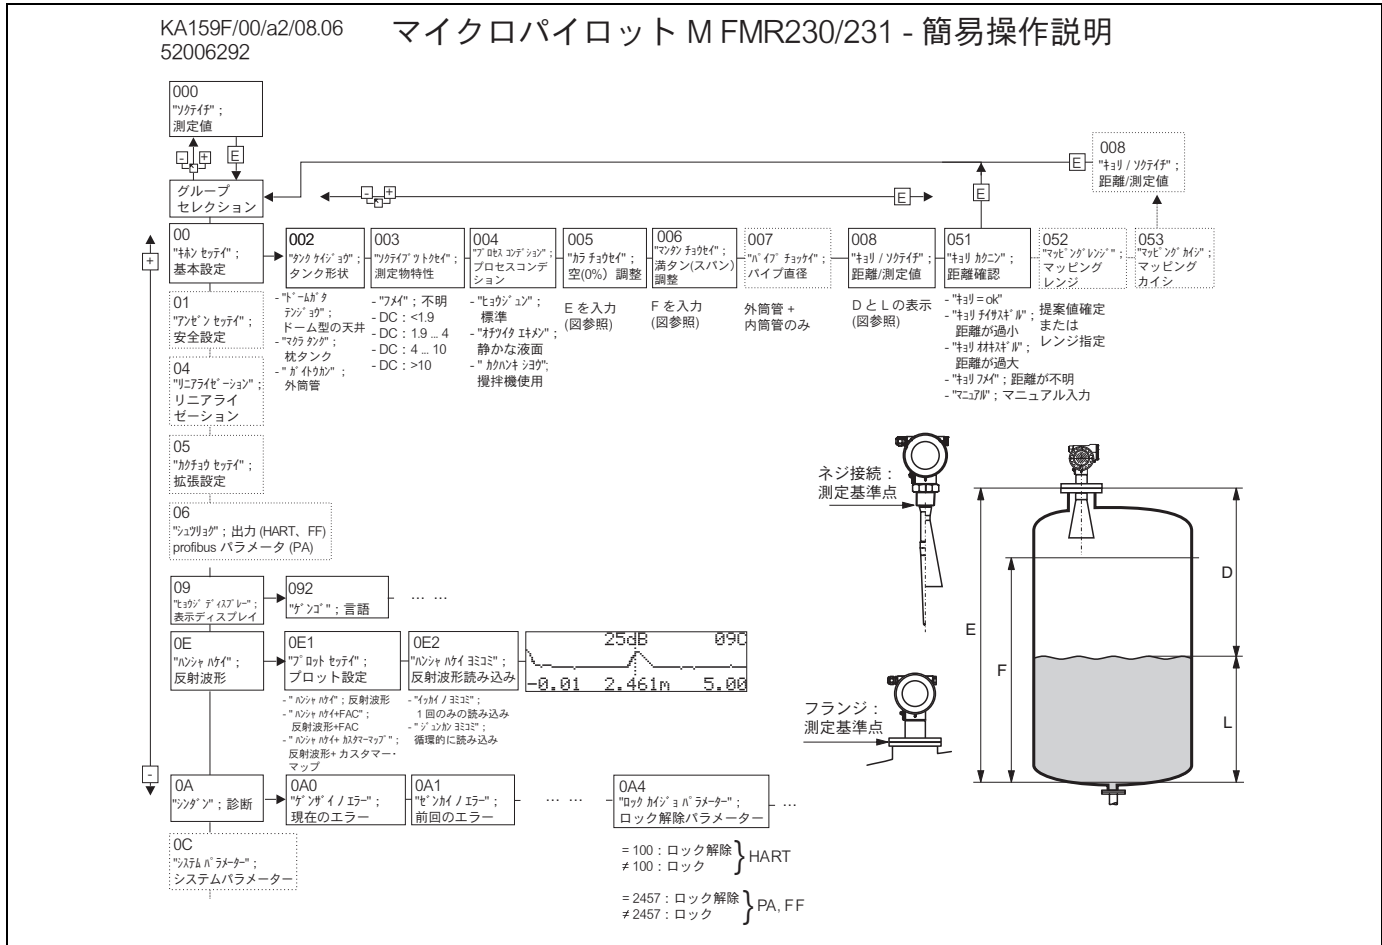 KA159F/00/a2/08.06
52006292
マイクロパイロット M FMR230/231 - 簡易操作説明
000
"ソクテイチ" ;
測定値
- +
E
グループ
セレクション
- +
E
E
E
008
"キョリ / ソクテイチ" ;
距離/測定値
+
00
"キホン セッテイ" ;
基本設定
002
"タンク ケイジョウ" ;
タンク形状
- "ドームガタ
テンジョウ" ;
ドーム型の天井
- "マクラ タンク" ;
枕タンク
- "ガイトウカン" ;
外筒管
003
"ソクテイブツ トクセイ" ;
測定物特性
- "フメイ" ; 不明
- DC : <1.9
- DC : 1.9 ... 4
- DC : 4 ... 10
- DC : >10
004
"プロセス コンデション" ;
プロセスコンデ
ション
- "ヒョウジュン" ;
標準
- "オチツイタ エキメン" ;
静かな液面
- "カクハンキ ショウ";
攪拌機使用
005
"カラ チョウセイ" ;
空(0%) 調整
E を入力
(図参照)
006
"マンタン チョウセイ" ;
満タン(スパン)
調整
F を入力
(図参照)
007
"パイプ チョッケイ" ;
パイプ直径
外筒管 +
内筒管のみ
008
"キョリ / ソクテイチ" ;
距離/測定値
D と L の表示
(図参照)
051
"キョリ カクニン" ;
距離確認
- "キョリ = ok"
- "キョリ チイサスギル" ;
距離が過小
- "キョリ オオキスギル" ;
距離が過大
- "キョリ フメイ" ; 距離が不明
- "マニュアル" ; マニュアル入力
052
"マッピングレンジ" ;
マッピング
レンジ
提案値確定
または
レンジ指定
053
"マッピング カイシ" ;
マッピング
カイシ
01
"アンゼン セッテイ" ;
安全設定
04
"リニアライゼーション" ;
リニアライ
ゼーション
05
"カクチョウ セッテイ" ;
拡張設定
06
"シュツリョク" ; 出力 (HART、FF)
profibus パラメータ (PA)
09
"ヒョウジ ディスプレー" ;
表示ディスプレイ
092
"ゲンゴ" ; 言語
... ...
0E
"ハンシャ ハケイ" ;
反射波形
0E1
"プロット セッテイ" ;
プロット設定
- "ハンシャ ハケイ" ; 反射波形
- "ハンシャ ハケイ+FAC" ;
反射波形+FAC
- "ハンシャ ハケイ+ カスタマーマップ" ;
反射波形+ カスタマー・
マップ
0E2
"ハンシャ ハケイ ヨミコミ" ;
反射波形読み込み
- "イッカイ ノ ヨミコミ" ;
1 回のみの読み込み
- "ジュンカン ヨミコミ" ;
循環的に読み込み
25dB 09C
-0.01 2.461m 5.00
-
0A
"シンダン" ; 診断
0A0
"ゲンザイ ノ エラー" ;
現在のエラー
0A1
"ゼンカイ ノ エラー" ;
前回のエラー
... ...
0A4
"ロック カイジョ パラメーター" ;
ロック解除パラメーター
...
= 100 : ロック解除
≠ 100 : ロック
HART
= 2457 : ロック解除
≠ 2457 : ロック
PA, FF
0C
"システム パラメーター" ;
システムパラメーター
ネジ接続 :
測定基準点
フランジ :
測定基準点
E
F
D
L